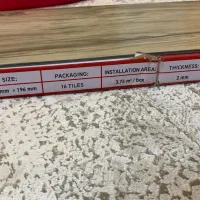 SIZE: PACKAGING: INSTALLATION AREA: THICKNESS:
mm × 196 mm 16 TILES 3,75 m² / box 2 mm